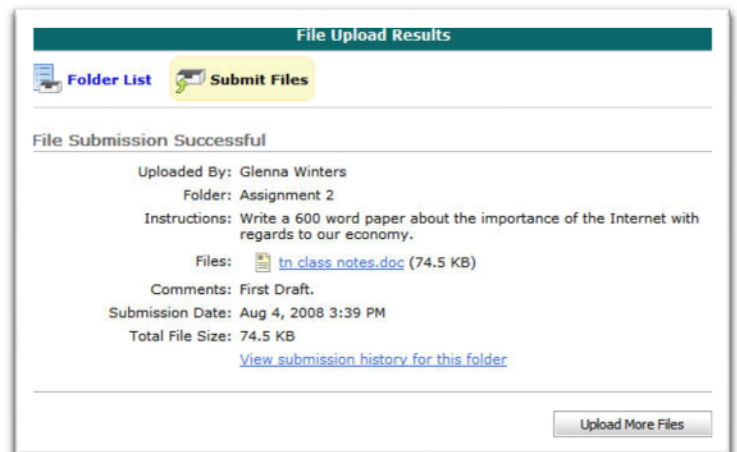 File Upload Results
Folder List Submit Files
File Submission Successful
Uploaded By: Glenna Winters
Folder: Assignment 2
Instructions: Write a 600 word paper about the importance of the Internet with
regards to our economy.
Files: tn class notes.doc (74.5 KB)
Comments: First Draft.
Submission Date: Aug 4, 2008 3:39 PM
Total File Size: 74.5 KB
View submission history for this folder
Upload More Files